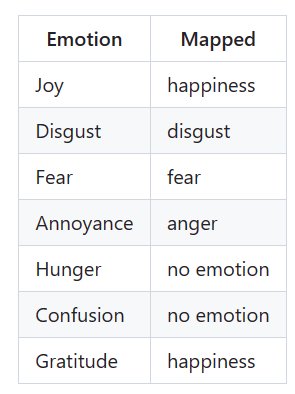 Emotion Mapped
Joy happiness
Disgust disgust
Fear fear
Annoyance anger
Hunger no emotion
Confusion no emotion
Gratitude happiness